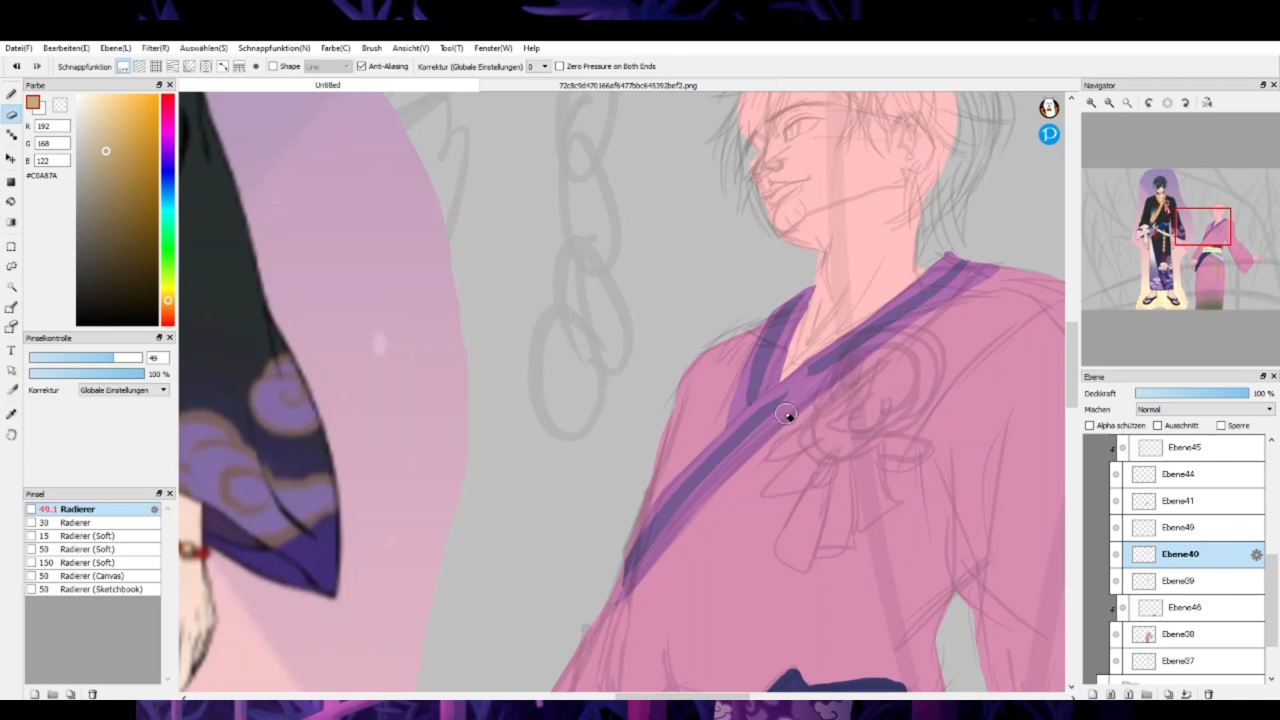 Datei(F) Bearbeiten(E) Ebene(L) Filter(R) Auswählen(S) Schnappfunktion(N) Farbe(C) Brush Ansicht(V) Tool(T) Fenster(W) Help
Schnappfunktion Shape Line Anti-Aliasing Korrektur (Globale Einstellungen) 0 Zero Pressure on Both Ends
Farbe
Untitled
72c8c9d470166af6477bbc645392bef2.png
Navigator
R 192
G 168
B 122
#C0A87A
Pinselkontrolle
49
100 %
Korrektur Globale Einstellungen
Pinsel
49.1 Radierer
30 Radierer
15 Radierer (Soft)
50 Radierer (Soft)
150 Radierer (Soft)
50 Radierer (Canvas)
50 Radierer (Sketchbook)
Ebene
Deckkraft 100 %
Mischen Normal
Alpha schützen Ausschnitt Sperre
Ebene45
Ebene44
Ebene41
Ebene49
Ebene40
Ebene39
Ebene46
Ebene38
Ebene37